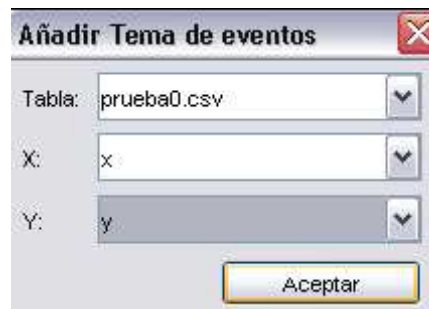 Añadir Tema de eventos
Tabla: prueba0.csv
X: x
Y: y
Aceptar